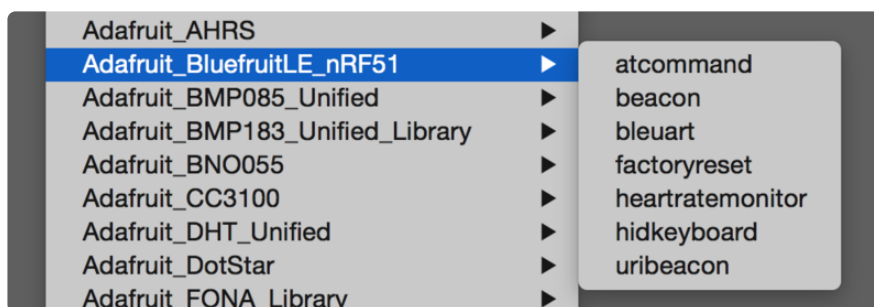 Adafruit_AHRS
Adafruit_BluefruitLE_nRF51
Adafruit_BMP085_Unified
Adafruit_BMP183_Unified_Library
Adafruit_BNO055
Adafruit_CC3100
Adafruit_DHT_Unified
Adafruit_DotStar
Adafruit_FONA_Library
atcommand
beacon
bleuart
factoryreset
heartratemonitor
hidkeyboard
uribeacon